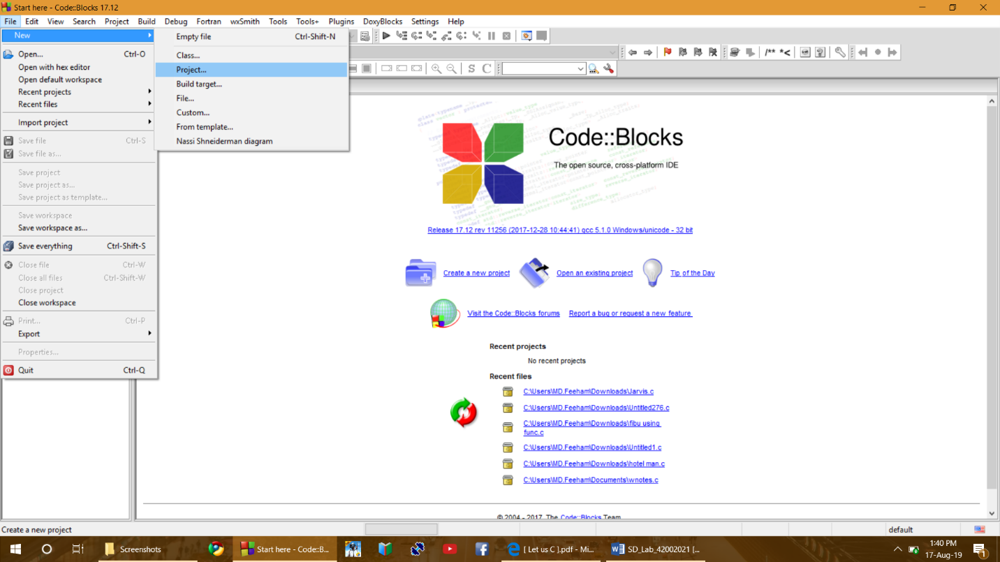 Start here - Code::Blocks 17.12
File Edit View Search Project Build Debug Fortran wxSmith Tools Tools+ Plugins DoxyBlocks Settings Help
New
Open... Ctrl-O
Open with hex editor
Open default workspace
Recent projects
Recent files
Import project
Save file Ctrl-S
Save file as...
Save project
Save project as...
Save project as template...
Save workspace
Save workspace as...
Save everything Ctrl-Shift-S
Close file Ctrl-W
Close all files Ctrl-Shift-W
Close project
Close workspace
Print... Ctrl-P
Export
Properties...
Quit Ctrl-Q
Empty file Ctrl-Shift-N
Class...
Project...
Build target...
File...
Custom...
From template...
Nassi Shneiderman diagram
/** *<
S C
Code::Blocks
The open source, cross-platform IDE
Release 17.12 rev 11256 (2017-12-28 10:44:41) gcc 5.1.0 Windows/unicode - 32 bit
Create a new project Open an existing project Tip of the Day
Visit the Code::Blocks forums Report a bug or request a new feature
Recent projects
No recent projects
Recent files
C:\Users\MD.Feeham\Downloads\Jarvis.c
C:\Users\MD.Feeham\Downloads\Untitled276.c
C:\Users\MD.Feeham\Downloads\fibu using
func.c
C:\Users\MD.Feeham\Downloads\Untitled1.c
C:\Users\MD.Feeham\Downloads\hotel man.c
C:\Users\MD.Feeham\Documents\wnotes.c
© 2004 - 2017, The Code::Blocks Team.
Create a new project default
Screenshots Start here - Code::B... [ Let us C ].pdf - Mi... SD_Lab_42002021 [...
1:40 PM
17-Aug-19
1